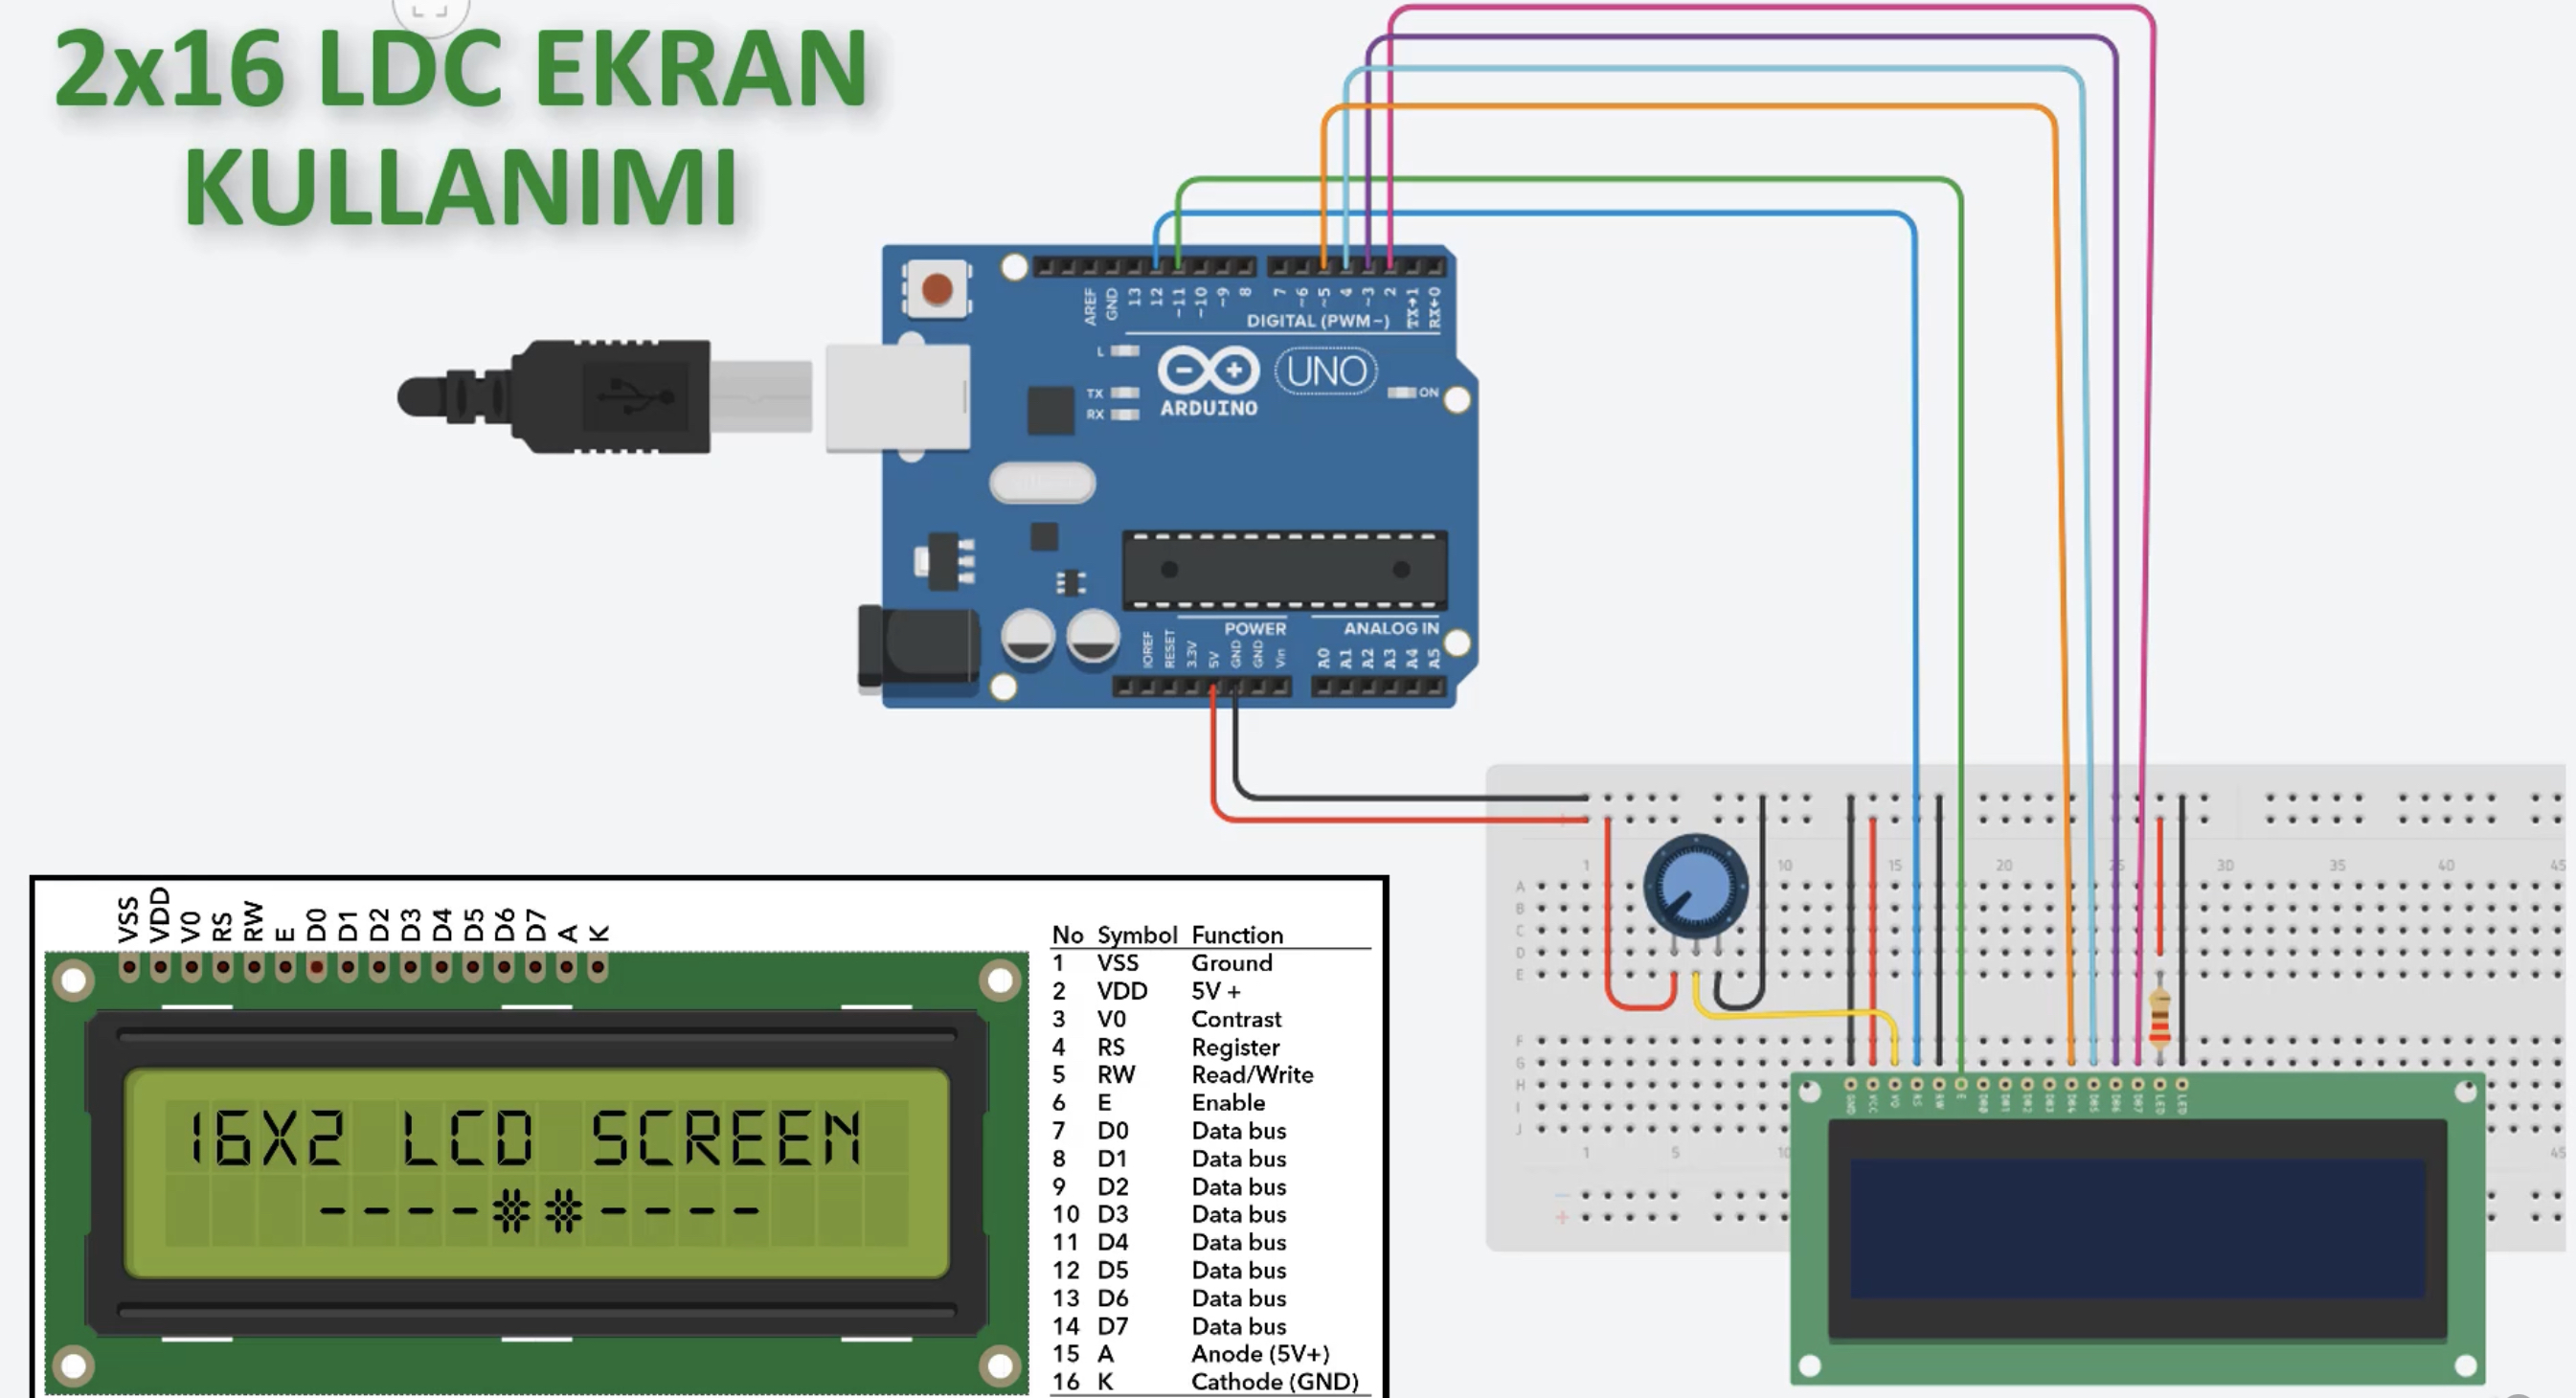 2x16 LDC EKRAN
KULLANIMI
AREF
GND
13
12
~11
~10
~9
8
7
~6
~5
4
~3
2
TX→1
RX←0
DIGITAL (PWM~)
L
TX
RX
ARDUINO
UNO
ON
POWER
ANALOG IN
IOREF
RESET
3.3V
5V
GND
GND
Vin
A0
A1
A2
A3
A4
A5
1 10 15 20 25 30 35 40 45
A
B
C
D
E
F
G
H
I
J
1 5 10 45
GND VCC V0 RS RW E DB0 DB1 DB2 DB3 DB4 DB5 DB6 DB7 LED LED
VSS VDD V0 RS RW E D0 D1 D2 D3 D4 D5 D6 D7 A K
16X2 LCD SCREEN
----##----
No Symbol Function
1 VSS Ground
2 VDD 5V +
3 V0 Contrast
4 RS Register
5 RW Read/Write
6 E Enable
7 D0 Data bus
8 D1 Data bus
9 D2 Data bus
10 D3 Data bus
11 D4 Data bus
12 D5 Data bus
13 D6 Data bus
14 D7 Data bus
15 A Anode (5V+)
16 K Cathode (GND)